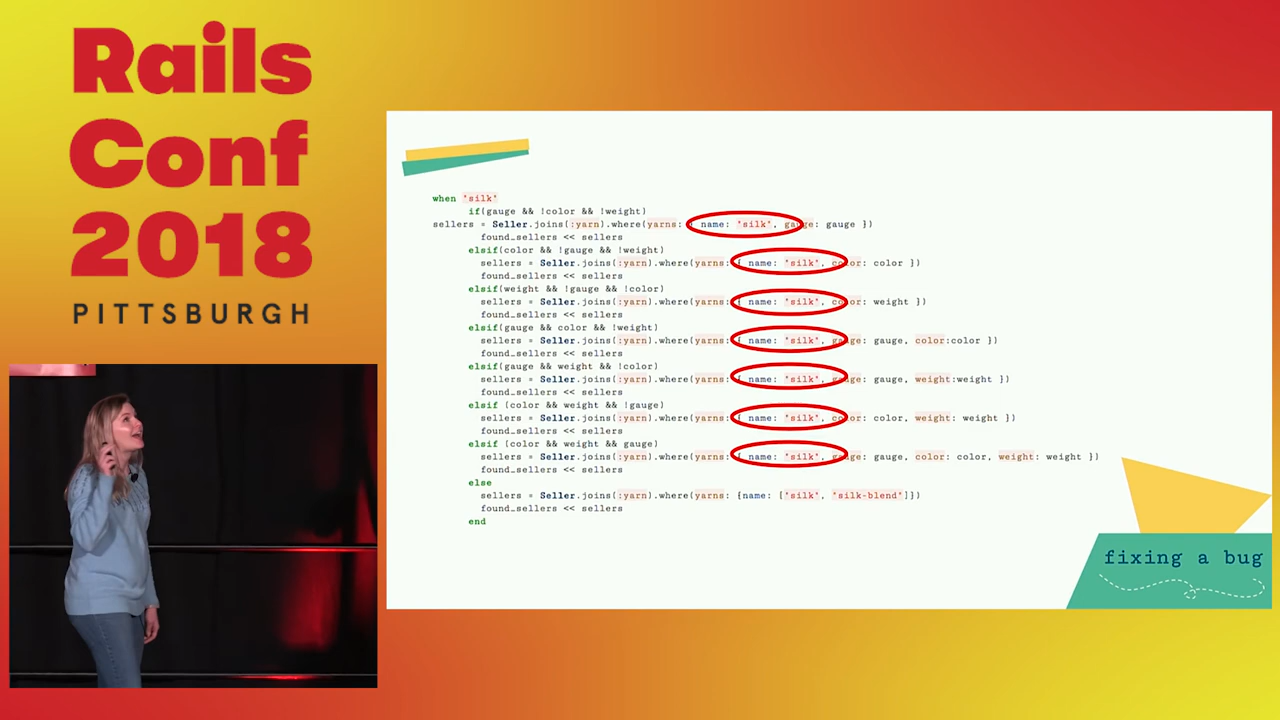 Rails
Conf
2018
PITTSBURGH
when 'silk'
if(gauge && !color && !weight)
sellers = Seller.joins(:yarn).where(yarns: { name: 'silk', gauge: gauge })
found_sellers << sellers
elsif(color && !gauge && !weight)
sellers = Seller.joins(:yarn).where(yarns: { name: 'silk', color: color })
found_sellers << sellers
elsif(weight && !gauge && !color)
sellers = Seller.joins(:yarn).where(yarns: { name: 'silk', color: weight })
found_sellers << sellers
elsif(gauge && color && !weight)
sellers = Seller.joins(:yarn).where(yarns: { name: 'silk', gauge: gauge, color:color })
found_sellers << sellers
elsif(gauge && weight && !color)
sellers = Seller.joins(:yarn).where(yarns: { name: 'silk', gauge: gauge, weight:weight })
found_sellers << sellers
elsif (color && weight && !gauge)
sellers = Seller.joins(:yarn).where(yarns: { name: 'silk', color: color, weight: weight })
found_sellers << sellers
elsif (color && weight && gauge)
sellers = Seller.joins(:yarn).where(yarns: { name: 'silk', gauge: gauge, color: color, weight: weight })
found_sellers << sellers
else
sellers = Seller.joins(:yarn).where(yarns: {name: ['silk', 'silk-blend']})
found_sellers << sellers
end
fixing a bug